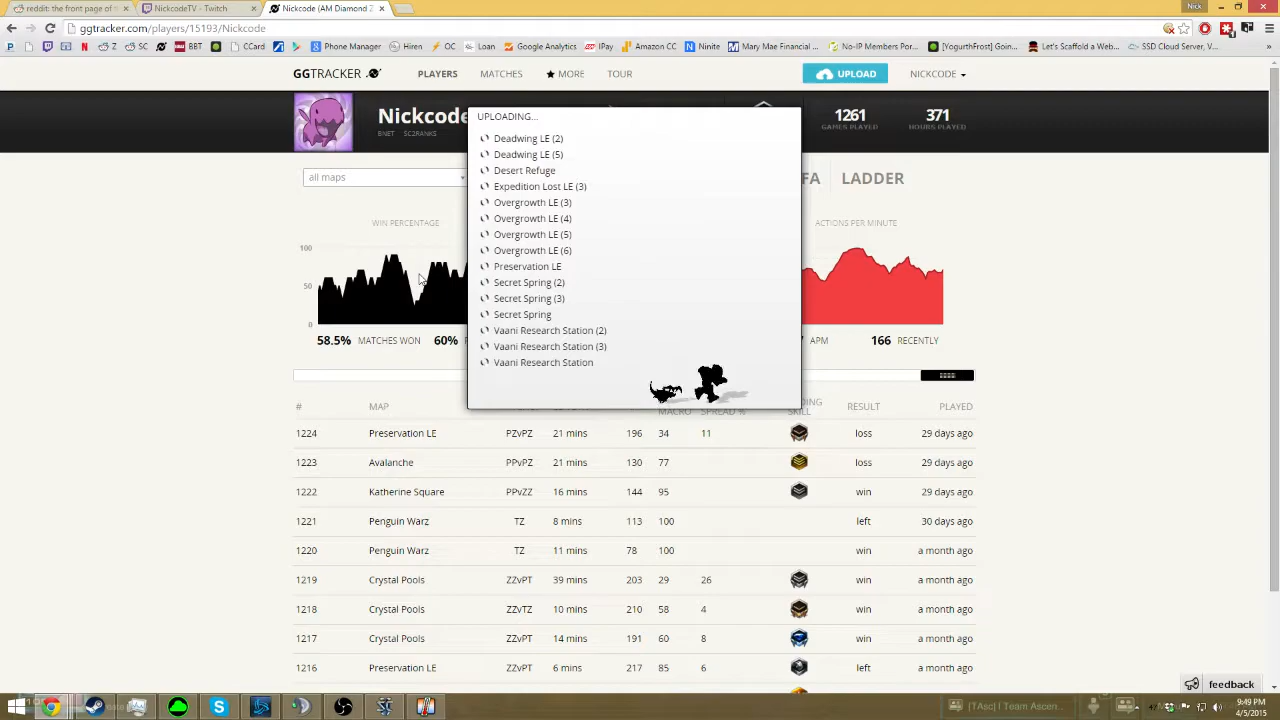 reddit: the front page of
NickcodeTV - Twitch
Nickcode (AM Diamond Z
Nick
ggtracker.com/players/15193/Nickcode
Z
SC
BBT
CCard
Phone Manager
Hiren
OC
Loan
Google Analytics
IPay
Amazon CC
Ninite
Mary Mae Financial ...
No-IP Members Por...
[YogurthFrost] Goin...
Let's Scaffold a Web...
SSD Cloud Server, V...
GGTRACKER
PLAYERS
MATCHES
MORE
TOUR
UPLOAD
NICKCODE
Nickcode
BNET
SC2RANKS
1261
GAMES PLAYED
371
HOURS PLAYED
UPLOADING...
Deadwing LE (2)
Deadwing LE (5)
Desert Refuge
Expedition Lost LE (3)
Overgrowth LE (3)
Overgrowth LE (4)
Overgrowth LE (5)
Overgrowth LE (6)
Preservation LE
Secret Spring (2)
Secret Spring (3)
Secret Spring
Vaani Research Station (2)
Vaani Research Station (3)
Vaani Research Station
all maps
FA
LADDER
WIN PERCENTAGE
ACTIONS PER MINUTE
100
50
0
58.5% MATCHES WON 60%
APM 166 RECENTLY
# MAP MACRO SPREAD % SKILL RESULT PLAYED
1224 Preservation LE PZvPZ 21 mins 196 34 11 loss 29 days ago
1223 Avalanche PPvPZ 21 mins 130 77 loss 29 days ago
1222 Katherine Square PPvZZ 16 mins 144 95 win 29 days ago
1221 Penguin Warz TZ 8 mins 113 100 left 30 days ago
1220 Penguin Warz TZ 11 mins 78 100 win a month ago
1219 Crystal Pools ZZvPT 39 mins 203 29 26 win a month ago
1218 Crystal Pools ZZvTZ 10 mins 210 58 4 win a month ago
1217 Crystal Pools ZZvPT 14 mins 191 60 8 win a month ago
1216 Preservation LE ZZvPT 6 mins 217 85 6 left a month ago
feedback
[TAsc] I Team Ascen...
9:49 PM
4/5/2015